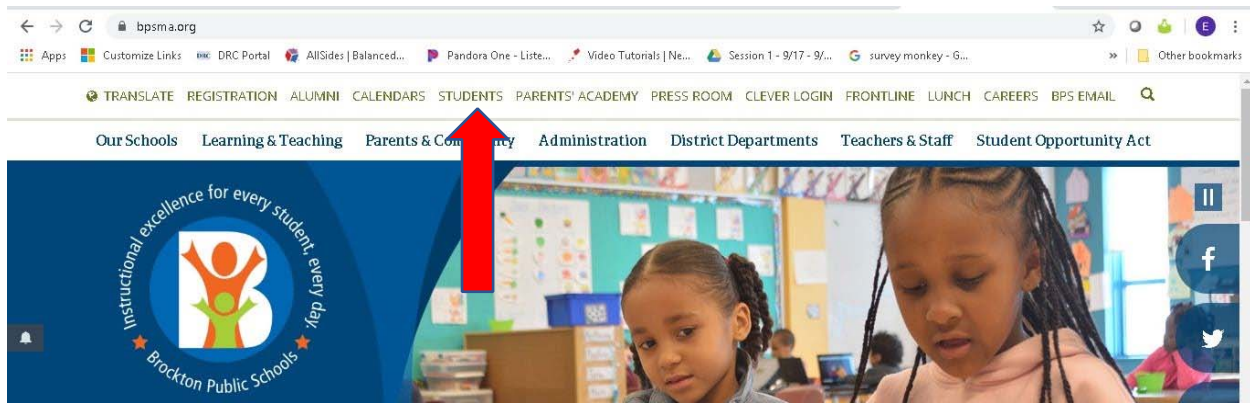 bpsma.org
E
Apps Customize Links DRC DRC Portal AllSides | Balanced... Pandora One - Liste... Video Tutorials | Ne... Session 1 - 9/17 - 9/... G survey monkey - G... » Other bookmarks
TRANSLATE REGISTRATION ALUMNI CALENDARS STUDENTS PARENTS' ACADEMY PRESS ROOM CLEVER LOGIN FRONTLINE LUNCH CAREERS BPS EMAIL
Our Schools Learning & Teaching Parents & Administration District Departments Teachers & Staff Student Opportunity Act
Instructional excellence for every student, every day.
B
Brockton Public Schools
f